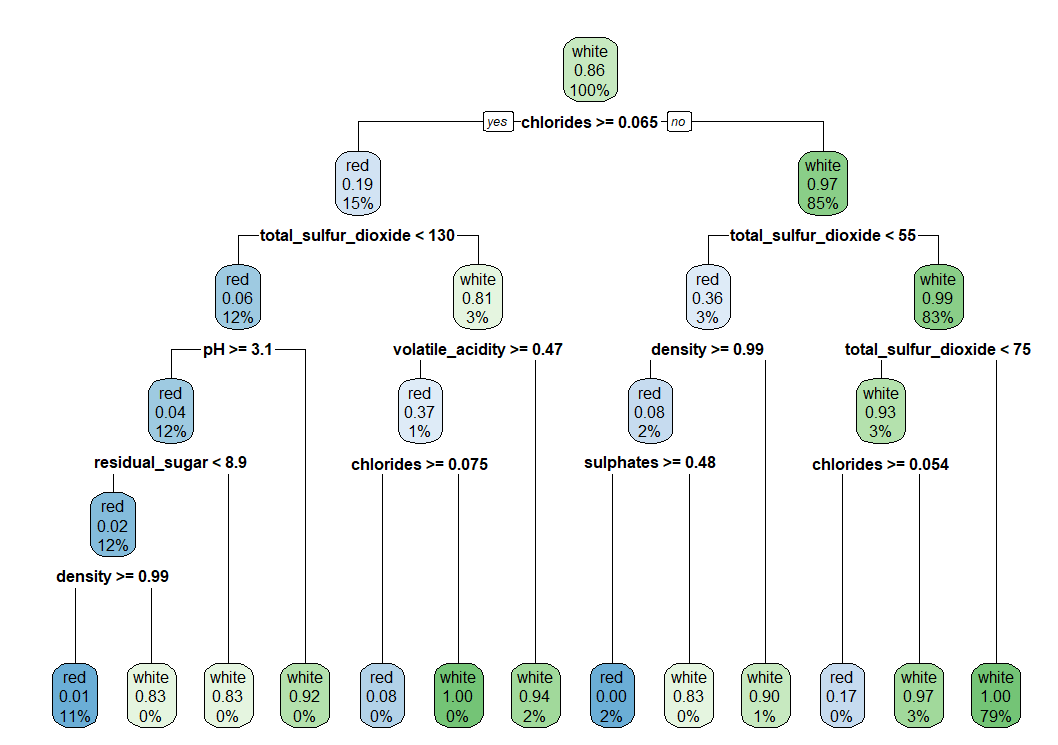 white
0.86
100%
yes chlorides >= 0.065 no
red
0.19
15%
white
0.97
85%
total_sulfur_dioxide < 130
total_sulfur_dioxide < 55
red
0.06
12%
white
0.81
3%
red
0.36
3%
white
0.99
83%
pH >= 3.1
volatile_acidity >= 0.47
density >= 0.99
total_sulfur_dioxide < 75
red
0.04
12%
red
0.37
1%
red
0.08
2%
white
0.93
3%
residual_sugar < 8.9
chlorides >= 0.075
sulphates >= 0.48
chlorides >= 0.054
red
0.02
12%
density >= 0.99
red
0.01
11%
white
0.83
0%
white
0.83
0%
white
0.92
0%
red
0.08
0%
white
1.00
0%
white
0.94
2%
red
0.00
2%
white
0.83
0%
white
0.90
1%
red
0.17
0%
white
0.97
3%
white
1.00
79%